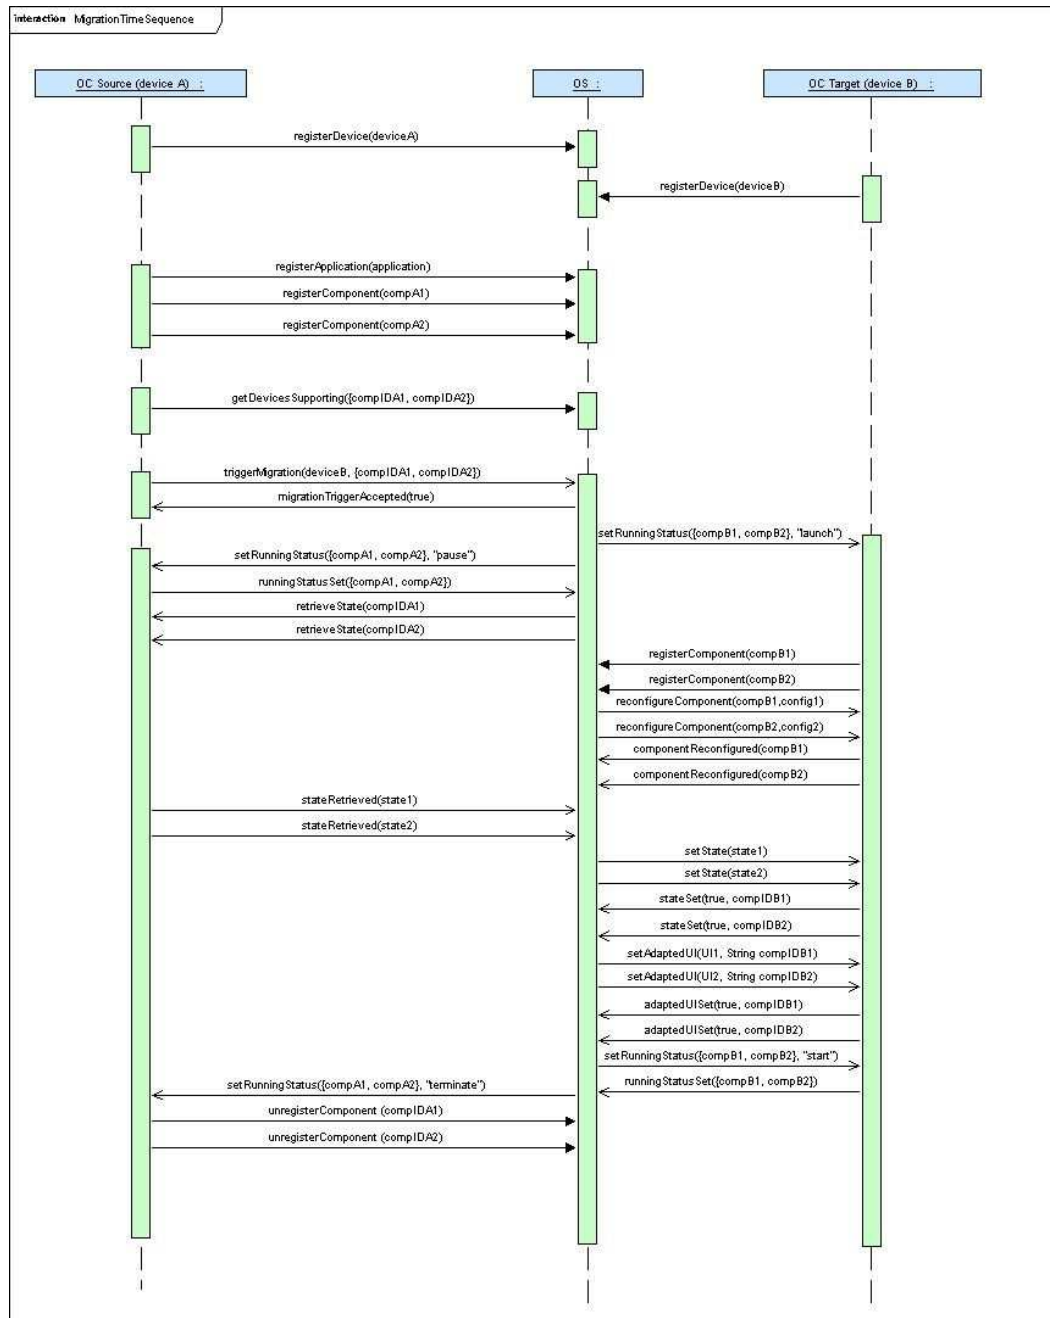 interaction MigrationTimeSequence
OC Source (device A) :
OS :
OC Target (device B) :
registerDevice(deviceA)
registerDevice(deviceB)
registerApplication(application)
registerComponent(compA1)
registerComponent(compA2)
getDevicesSupporting({compIDA1, compIDA2})
triggerMigration(deviceB, {compIDA1, compIDA2})
migrationTriggerAccepted(true)
setRunningStatus({compB1, compB2}, "launch")
setRunningStatus({compA1, compA2}, "pause")
runningStatusSet({compA1, compA2})
retrieveState(compIDA1)
retrieveState(compIDA2)
registerComponent(compB1)
registerComponent(compB2)
reconfigureComponent(compB1,config1)
reconfigureComponent(compB2,config2)
componentReconfigured(compB1)
componentReconfigured(compB2)
stateRetrieved(state1)
stateRetrieved(state2)
setState(state1)
setState(state2)
stateSet(true, compIDB1)
stateSet(true, compIDB2)
setAdaptedUI(UI1, String compIDB1)
setAdaptedUI(UI2, String compIDB2)
adaptedUISet(true, compIDB1)
adaptedUISet(true, compIDB2)
setRunningStatus({compB1, compB2}, "start")
runningStatusSet({compB1, compB2})
setRunningStatus({compA1, compA2}, "terminate")
unregisterComponent (compIDA1)
unregisterComponent (compIDA2)